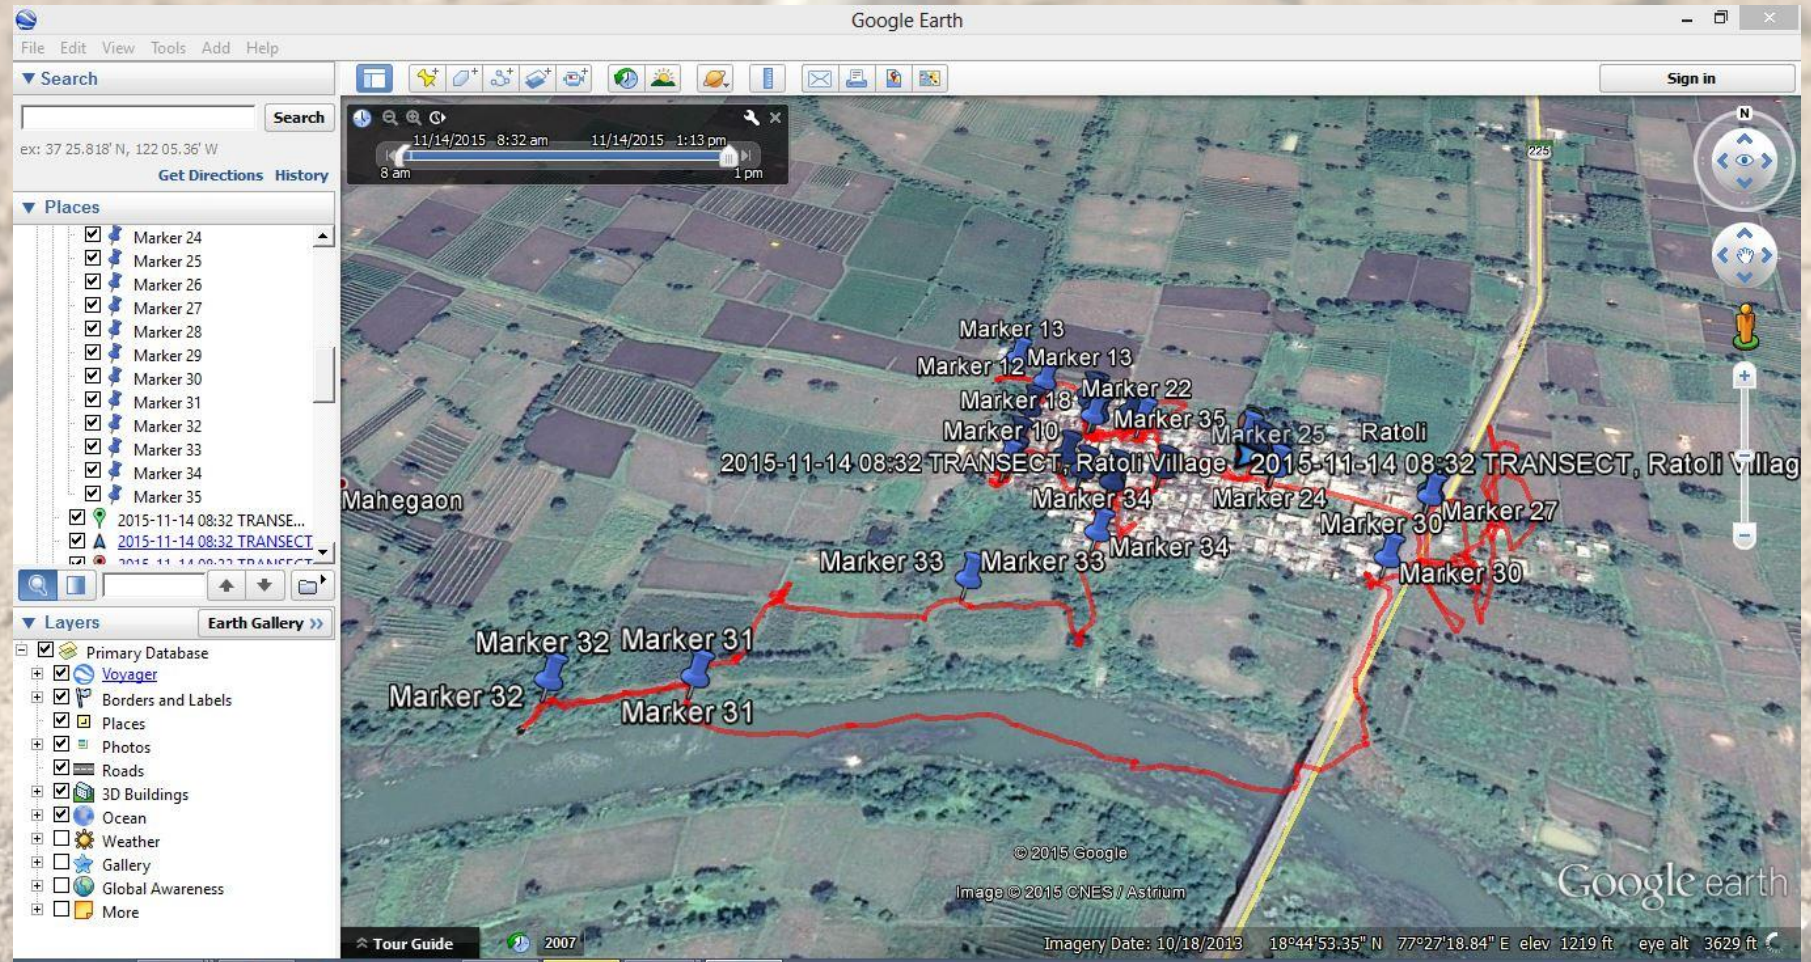 Google Earth
File Edit View Tools Add Help
Search
Search
ex: 37 25.818' N, 122 05.36' W
Get Directions History
Places
Marker 24
Marker 25
Marker 26
Marker 27
Marker 28
Marker 29
Marker 30
Marker 31
Marker 32
Marker 33
Marker 34
Marker 35
2015-11-14 08:32 TRANSE...
2015-11-14 08:32 TRANSECT
2015-11-14 08:32 TRANSECT
Layers
Earth Gallery »
Primary Database
Voyager
Borders and Labels
Places
Photos
Roads
3D Buildings
Ocean
Weather
Gallery
Global Awareness
More
Sign in
11/14/2015 8:32 am 11/14/2015 1:13 pm
8 am 1 pm
N
225
Marker 13
Marker 12 Marker 13
Marker 22
Marker 18
Marker 35
Marker 10
Marker 25 Ratoli
2015-11-14 08:32 TRANSECT, Ratoli Village 2015-11-14 08:32 TRANSECT, Ratoli Villag
Mahegaon
Marker 34 Marker 24
Marker 30 Marker 27
Marker 34
Marker 33 Marker 33
Marker 30
Marker 32 Marker 31
Marker 32
Marker 31
© 2015 Google
Image © 2015 CNES / Astrium
Google earth
Tour Guide 2007
Imagery Date: 10/18/2013 18°44'53.35" N 77°27'18.84" E elev 1219 ft eye alt 3629 ft